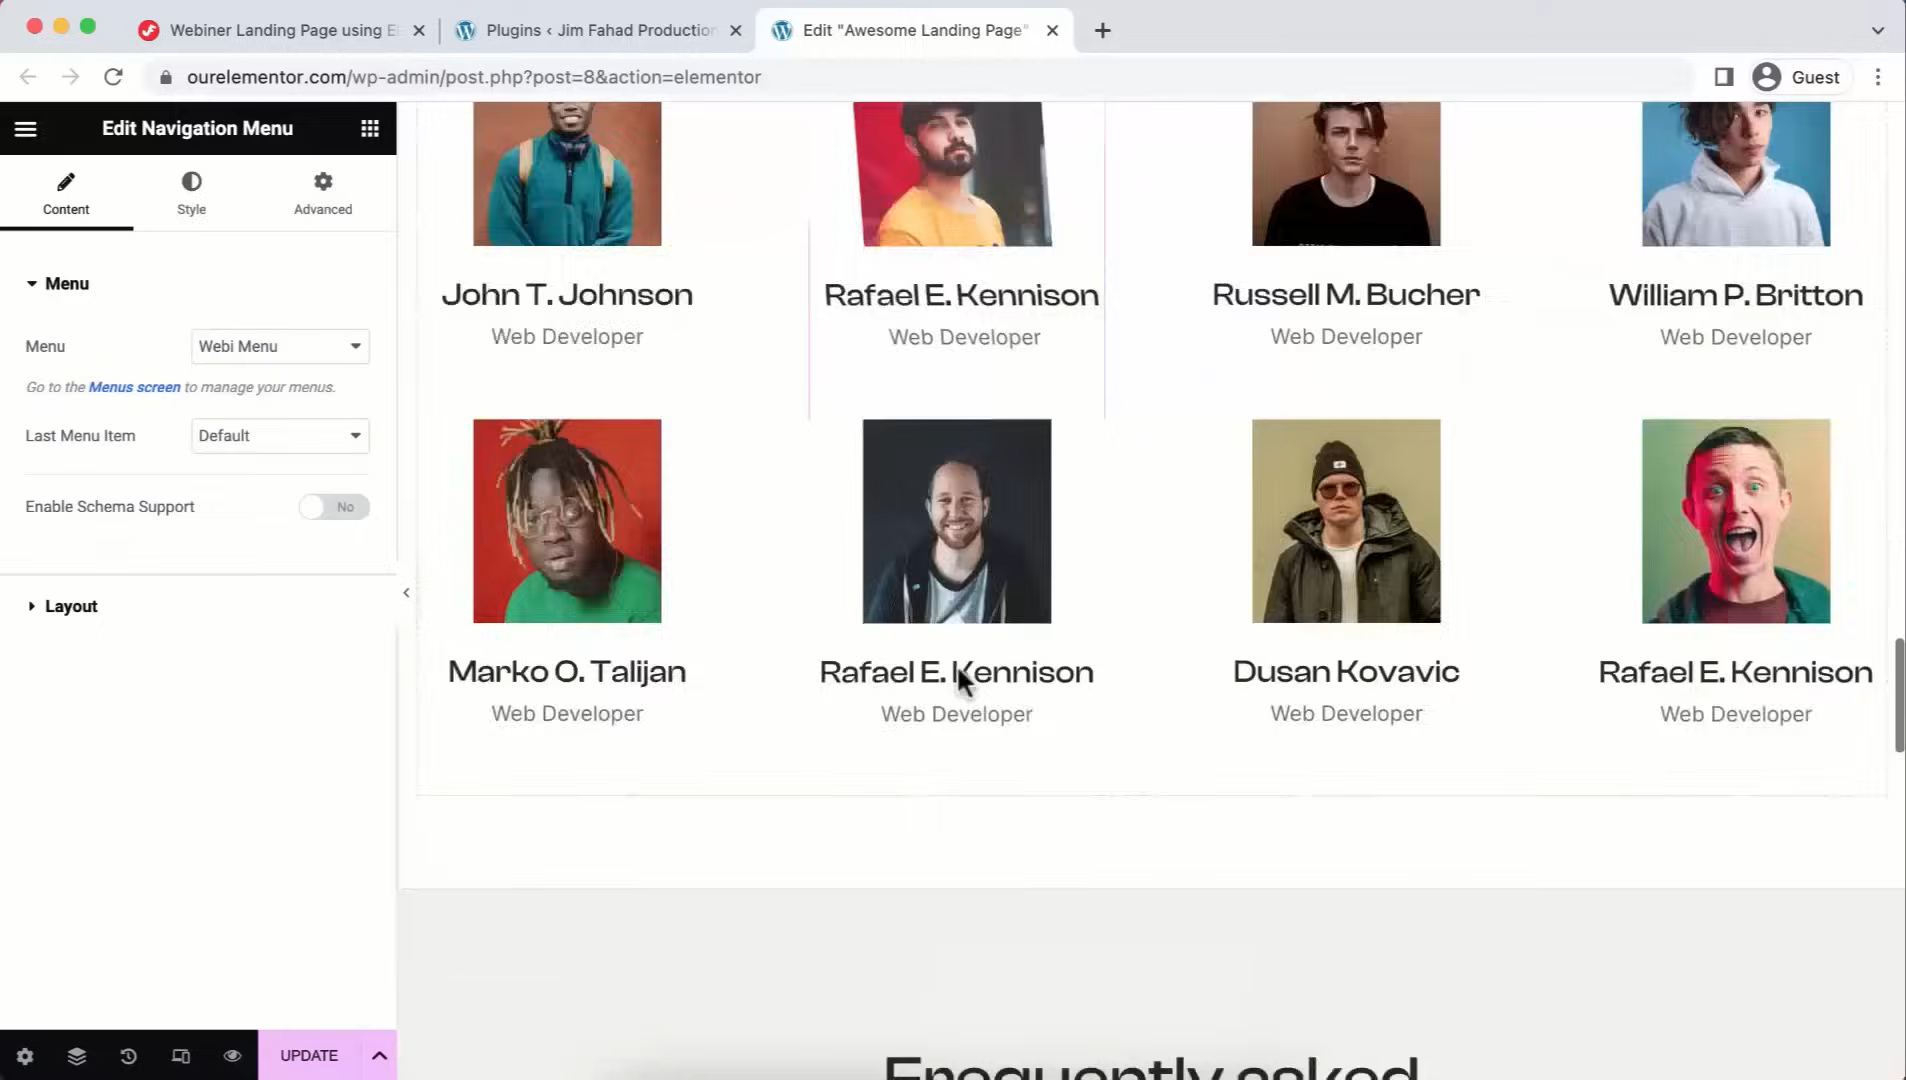 Webiner Landing Page using E
Plugins ‹ Jim Fahad Production
Edit "Awesome Landing Page"
ourelementor.com/wp-admin/post.php?post=8&action=elementor
Guest
Edit Navigation Menu
Content
Style
Advanced
Menu
Menu
Webi Menu
Go to the Menus screen to manage your menus.
Last Menu Item
Default
Enable Schema Support
No
Layout
UPDATE
John T. Johnson
Rafael E. Kennison
Russell M. Bucher
William P. Britton
Web Developer
Web Developer
Web Developer
Web Developer
Marko O. Talijan
Rafael E. Kennison
Dusan Kovavic
Rafael E. Kennison
Web Developer
Web Developer
Web Developer
Web Developer
Frequently asked